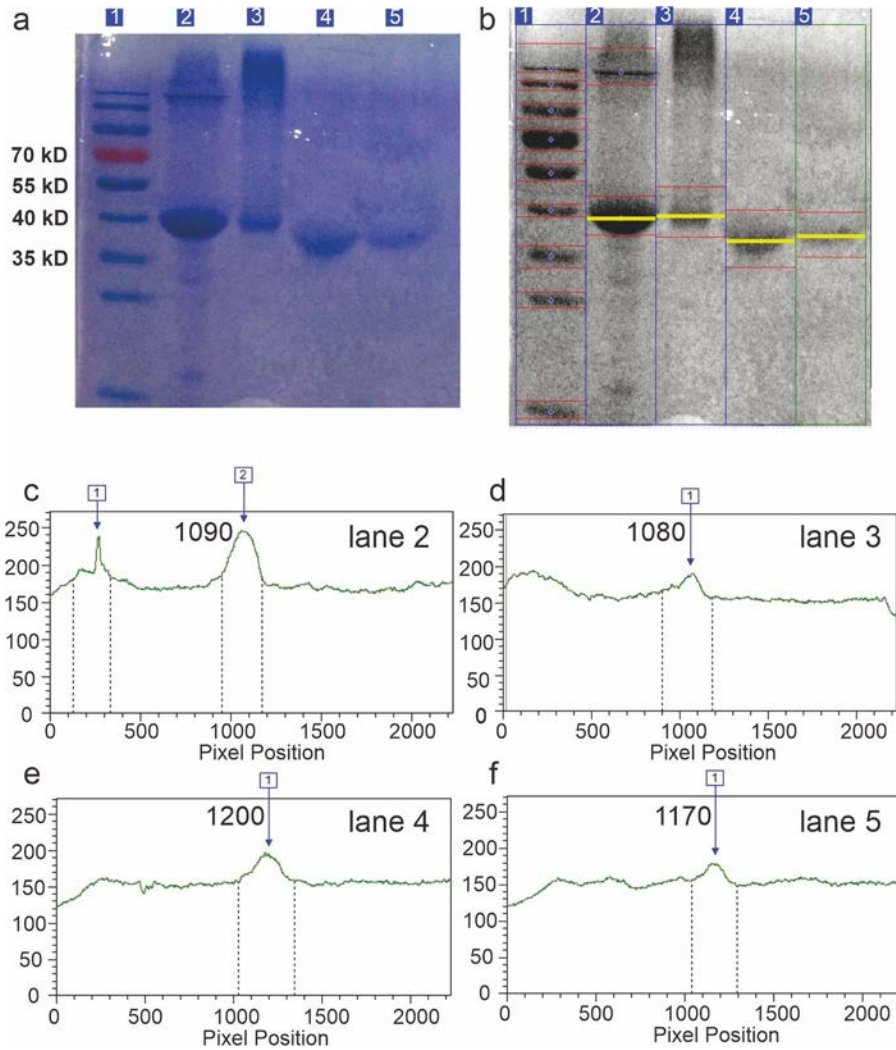 a
1 2 3 4 5
70 kD
55 kD
40 kD
35 kD
b
1 2 3 4 5
c
1
2
1090
lane 2
250
200
150
100
50
0
0 500 1000 1500 2000
Pixel Position
d
1
1080
lane 3
250
200
150
100
50
0
0 500 1000 1500 2000
Pixel Position
e
1
1200
lane 4
250
200
150
100
50
0
0 500 1000 1500 2000
Pixel Position
f
1
1170
lane 5
250
200
150
100
50
0
0 500 1000 1500 2000
Pixel Position